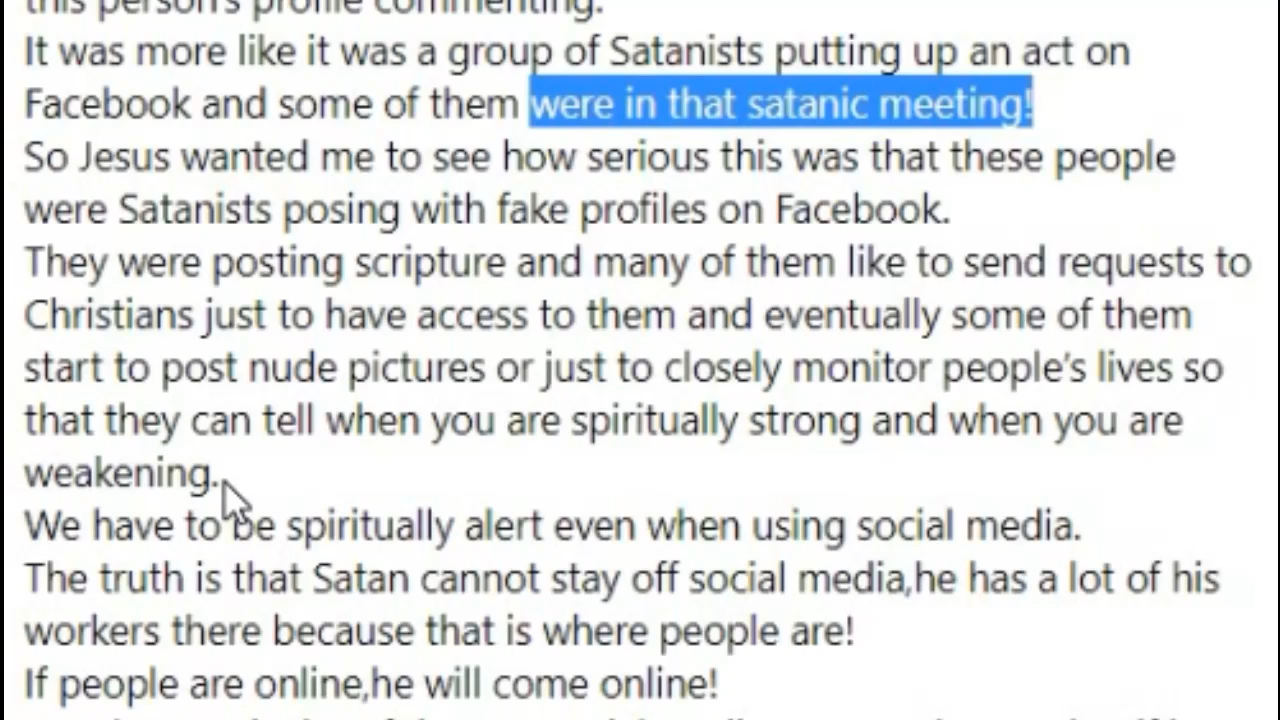 this person's profile commenting.
It was more like it was a group of Satanists putting up an act on
Facebook and some of them were in that satanic meeting!
So Jesus wanted me to see how serious this was that these people
were Satanists posing with fake profiles on Facebook.
They were posting scripture and many of them like to send requests to
Christians just to have access to them and eventually some of them
start to post nude pictures or just to closely monitor people's lives so
that they can tell when you are spiritually strong and when you are
weakening.
We have to be spiritually alert even when using social media.
The truth is that Satan cannot stay off social media,he has a lot of his
workers there because that is where people are!
If people are online,he will come online!